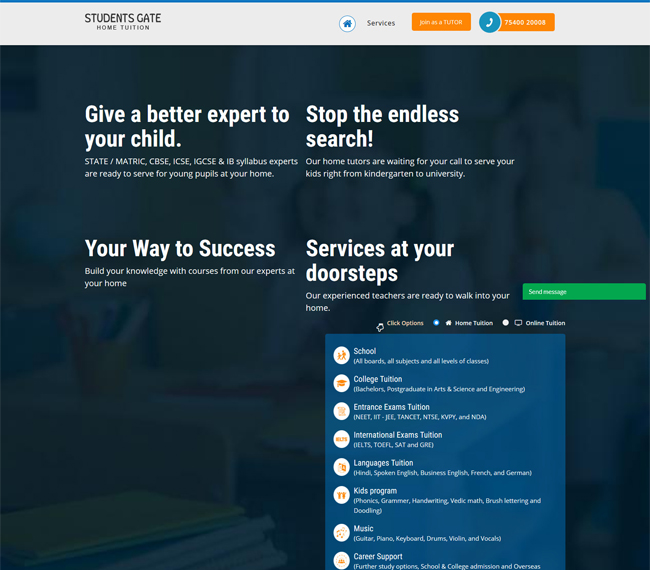 STUDENTS GATE
HOME TUITION
Services
Join as a TUTOR
75400 20008
Give a better expert to
your child.
STATE / MATRIC, CBSE, ICSE, IGCSE & IB syllabus experts
are ready to serve for young pupils at your home.
Stop the endless
search!
Our home tutors are waiting for your call to serve your
kids right from kindergarten to university.
Your Way to Success
Build your knowledge with courses from our experts at
your home
Services at your
doorsteps
Our experienced teachers are ready to walk into your
home.
Send message
Click Options
Home Tuition
Online Tuition
School
(All boards, all subjects and all levels of classes)
College Tuition
(Bachelors, Postgraduate in Arts & Science and Engineering)
Entrance Exams Tuition
(NEET, IIT - JEE, TANCET, NTSE, KVPY, and NDA)
IELTS
International Exams Tuition
(IELTS, TOEFL, SAT and GRE)
Languages Tuition
(Hindi, Spoken English, Business English, French, and German)
Kids program
(Phonics, Grammer, Handwriting, Vedic math, Brush lettering and
Doodling)
Music
(Guitar, Piano, Keyboard, Drums, Violin, and Vocals)
Career Support
(Further study options, School & College admission and Overseas